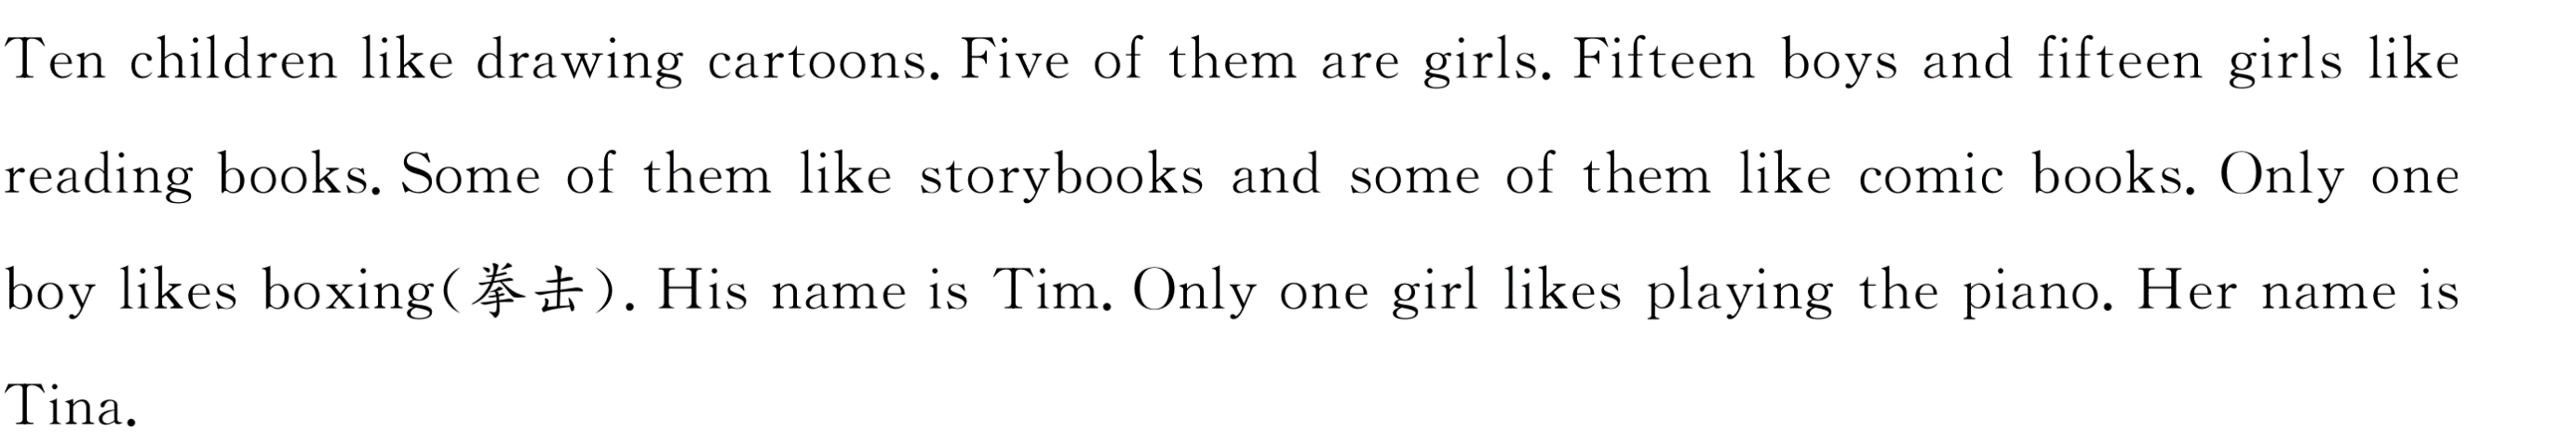 Ten children like drawing cartoons. Five of them are girls. Fifteen boys and fifteen girls like
reading books. Some of them like storybooks and some of them like comic books. Only one
boy likes boxing(拳击). His name is Tim. Only one girl likes playing the piano. Her name is
Tina.